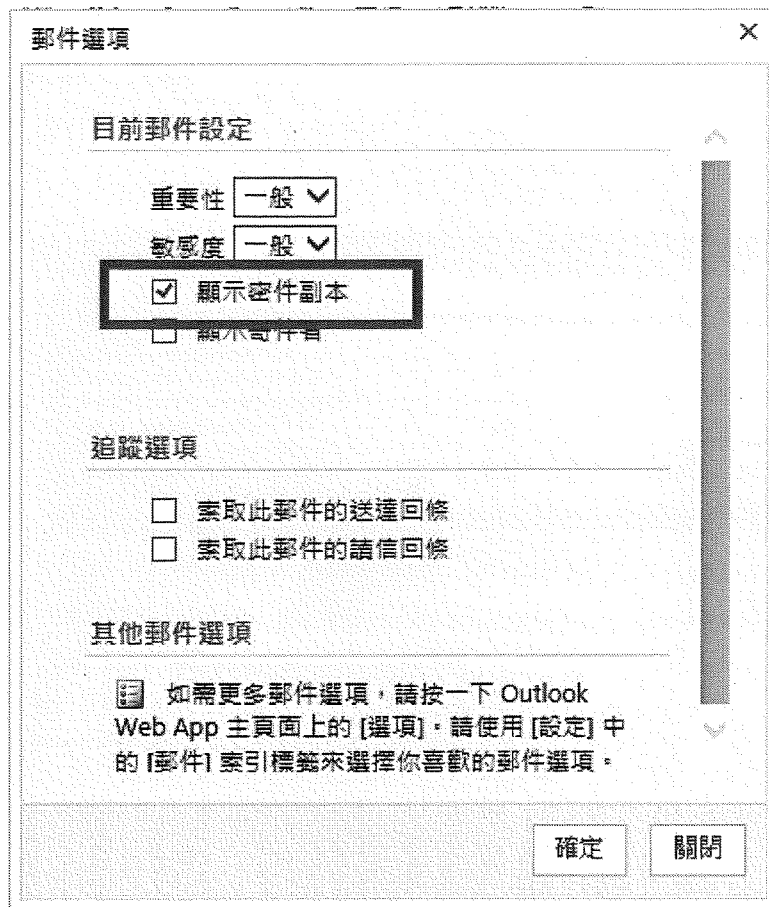 郵件選項
目前郵件設定
重要性 一般
敏感度 一般
顯示密件副本
顯示寄件者
追蹤選項
索取此郵件的送達回條
索取此郵件的讀信回條
其他郵件選項
如需更多郵件選項，請按一下 Outlook
Web App 主頁面上的 [選項]。請使用 [設定] 中
的 [郵件] 索引標籤來選擇你喜歡的郵件選項。
確定 關閉